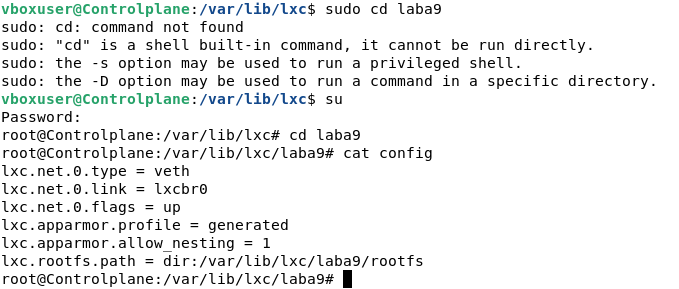 vboxuser@Controlplane:/var/lib/lxc$ sudo cd laba9
sudo: cd: command not found
sudo: "cd" is a shell built-in command, it cannot be run directly.
sudo: the -s option may be used to run a privileged shell.
sudo: the -D option may be used to run a command in a specific directory.
vboxuser@Controlplane:/var/lib/lxc$ su
Password:
root@Controlplane:/var/lib/lxc# cd laba9
root@Controlplane:/var/lib/lxc/laba9# cat config
lxc.net.0.type = veth
lxc.net.0.link = lxcbr0
lxc.net.0.flags = up
lxc.apparmor.profile = generated
lxc.apparmor.allow_nesting = 1
lxc.rootfs.path = dir:/var/lib/lxc/laba9/rootfs
root@Controlplane:/var/lib/lxc/laba9#